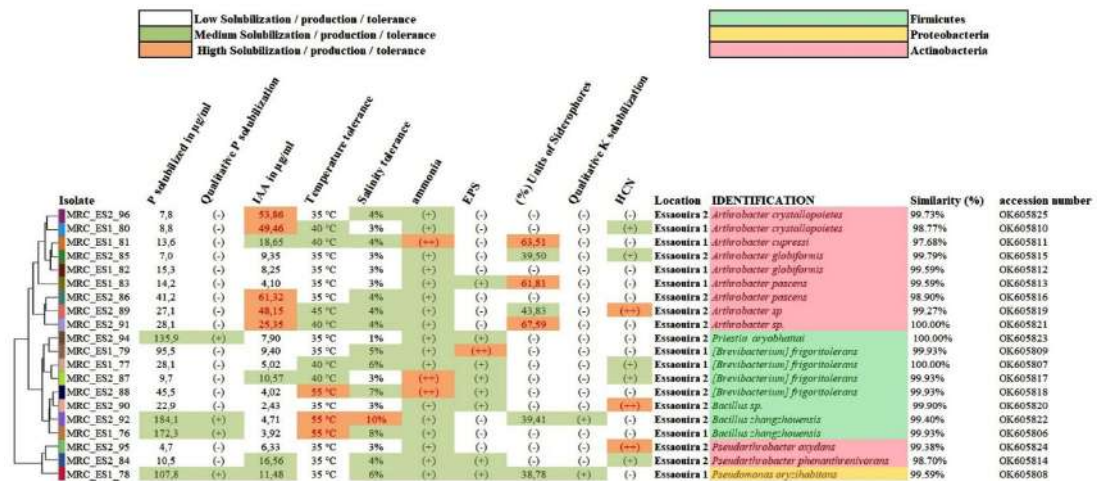 Low Solubilization / production / tolerance Firmicutes
Medium Solubilization / production / tolerance Proteobacteria
Higth Solubilization / production / tolerance Actinobacteria
Isolate P solubilized in µg/ml Qualitative P solubilization IAA in µg/ml Temperature tolerance Salinity tolerance ammonia EPS (%) Units of Siderophores Qualitative K solubilization HCN Location IDENTIFICATION Similarity (%) accession number
MRC_ES2_96 7,8 (-) 53,86 35 °C 4% (+) (-) (-) (-) (-) Essaouira 2 Arthrobacter crystallopoietes 99.73% OK605825
MRC_ES1_80 8,8 (-) 49,46 40 °C 3% (+) (-) (-) (-) (+) Essaouira 1 Arthrobacter crystallopoietes 98.77% OK605810
MRC_ES1_81 13,6 (-) 18,65 40 °C 4% (++) (-) 63,51 (-) (-) Essaouira 1 Arthrobacter cupressi 97.68% OK605811
MRC_ES2_85 7,0 (-) 9,35 35 °C 3% (+) (-) 39,50 (-) (+) Essaouira 2 Arthrobacter globiformis 99.79% OK605815
MRC_ES1_82 15,3 (-) 8,25 35 °C 3% (+) (-) (-) (-) (-) Essaouira 1 Arthrobacter globiformis 99.59% OK605812
MRC_ES1_83 14,2 (-) 4,10 35 °C 3% (+) (+) 61,81 (-) (-) Essaouira 1 Arthrobacter pascens 99.59% OK605813
MRC_ES2_86 41,2 (-) 61,32 35 °C 4% (+) (-) (-) (-) (-) Essaouira 2 Arthrobacter pascens 98.90% OK605816
MRC_ES2_89 27,1 (-) 48,15 45 °C 4% (+) (-) 43,83 (-) (++) Essaouira 2 Arthrobacter sp 99.27% OK605819
MRC_ES2_91 28,1 (-) 25,35 40 °C 4% (+) (-) 67,59 (-) (-) Essaouira 2 Arthrobacter sp. 100.00% OK605821
MRC_ES2_94 135,9 (+) 7,90 35 °C 1% (+) (+) (-) (-) (-) Essaouira 2 Priestia aryabhattai 100.00% OK605823
MRC_ES1_79 95,5 (-) 9,40 35 °C 5% (+) (++) (-) (-) (-) Essaouira 1 [Brevibacterium] frigoritolerans 99.93% OK605809
MRC_ES1_77 28,1 (-) 5,02 40 °C 6% (+) (+) (-) (-) (+) Essaouira 1 [Brevibacterium] frigoritolerans 100.00% OK605807
MRC_ES2_87 9,7 (-) 10,57 40 °C 3% (++) (+) (-) (-) (+) Essaouira 2 [Brevibacterium] frigoritolerans 99.93% OK605817
MRC_ES2_88 45,5 (-) 4,02 55 °C 7% (++) (+) (-) (-) (-) Essaouira 2 [Brevibacterium] frigoritolerans 99.93% OK605818
MRC_ES2_90 22,9 (-) 2,43 35 °C 3% (+) (+) (-) (-) (++) Essaouira 2 Bacillus sp. 99.90% OK605820
MRC_ES2_92 184,1 (+) 4,71 55 °C 10% (+) (-) 39,41 (+) (-) Essaouira 2 Bacillus zhangzhouensis 99.40% OK605822
MRC_ES1_76 172,3 (+) 3,92 55 °C 8% (+) (-) (-) (-) (-) Essaouira 1 Bacillus zhangzhouensis 99.93% OK605806
MRC_ES2_95 4,7 (-) 6,33 35 °C 3% (+) (-) (-) (-) (++) Essaouira 2 Pseudarthrobacter oxydans 99.38% OK605824
MRC_ES2_84 10,5 (-) 16,56 35 °C 4% (+) (+) (-) (-) (+) Essaouira 2 Pseudarthrobacter phenanthrenivorans 98.70% OK605814
MRC_ES1_78 107,8 (+) 11,48 35 °C 6% (+) (+) 38,78 (+) (-) Essaouira 1 Pseudomonas oryzihabitans 99.59% OK605808